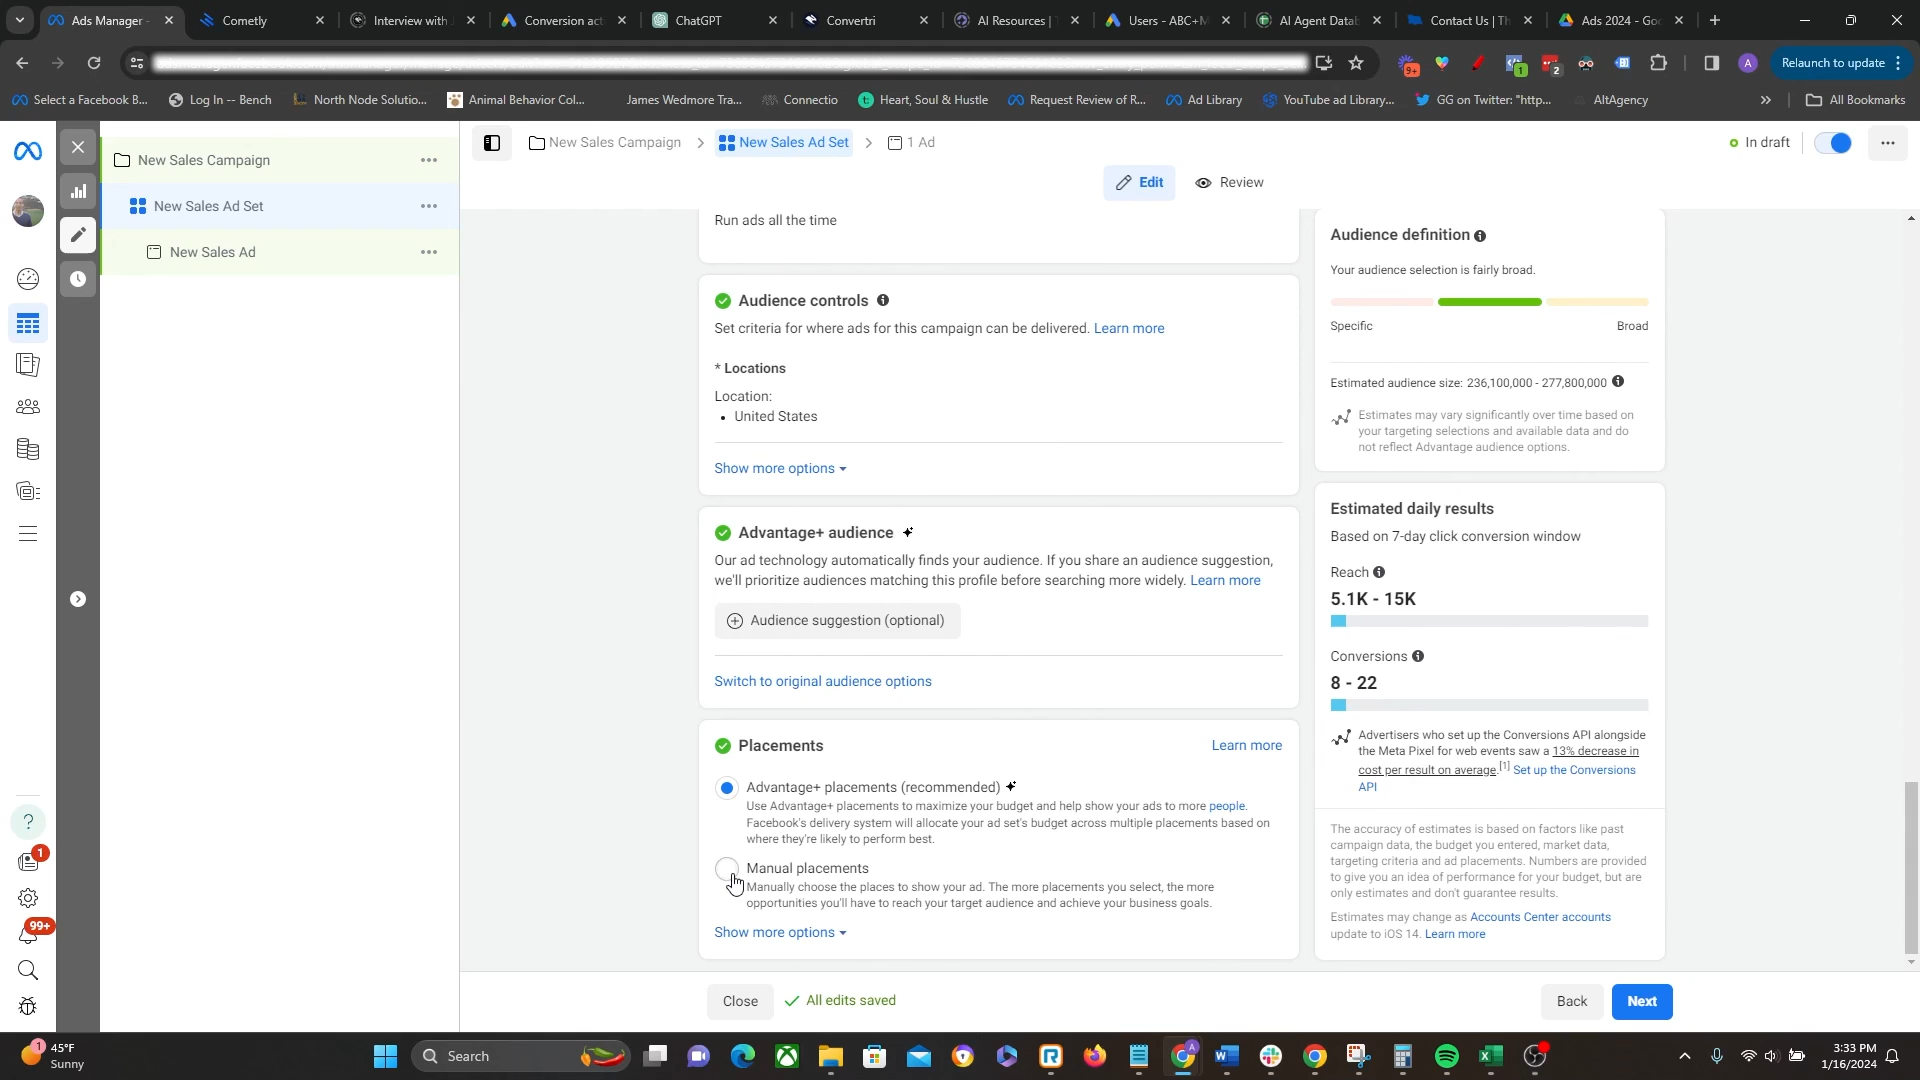 Ads Manager -
Cometly
Interview with
Conversion act
ChatGPT
Convertri
AI Resources | 
Users - ABC+M
AI Agent Datab
Contact Us | Th
Ads 2024 - Goo
9+
1
2
A
Relaunch to update
Select a Facebook B...
Log In -- Bench
North Node Solutio...
Animal Behavior Col...
James Wedmore Tra...
Connectio
Heart, Soul & Hustle
Request Review of R...
Ad Library
YouTube ad Library...
GG on Twitter: "http...
AltAgency
All Bookmarks
New Sales Campaign
New Sales Ad Set
New Sales Ad
New Sales Campaign
New Sales Ad Set
1 Ad
In draft
Edit
Review
Run ads all the time
Audience controls
Set criteria for where ads for this campaign can be delivered. Learn more
* Locations
Location:
• United States
Show more options
Advantage+ audience
Our ad technology automatically finds your audience. If you share an audience suggestion,
we'll prioritize audiences matching this profile before searching more widely. Learn more
Audience suggestion (optional)
Switch to original audience options
Placements
Learn more
Advantage+ placements (recommended)
Use Advantage+ placements to maximize your budget and help show your ads to more people.
Facebook's delivery system will allocate your ad set's budget across multiple placements based on
where they're likely to perform best.
Manual placements
Manually choose the places to show your ad. The more placements you select, the more
opportunities you'll have to reach your target audience and achieve your business goals.
Show more options
Audience definition
Your audience selection is fairly broad.
Specific
Broad
Estimated audience size: 236,100,000 - 277,800,000
Estimates may vary significantly over time based on
your targeting selections and available data and do
not reflect Advantage audience options.
Estimated daily results
Based on 7-day click conversion window
Reach
5.1K - 15K
Conversions
8 - 22
Advertisers who set up the Conversions API alongside
the Meta Pixel for web events saw a 13% decrease in
cost per result on average.[1] Set up the Conversions
API
The accuracy of estimates is based on factors like past
campaign data, the budget you entered, market data,
targeting criteria and ad placements. Numbers are provided
to give you an idea of performance for your budget, but are
only estimates and don't guarantee results.
Estimates may change as Accounts Center accounts
update to iOS 14. Learn more
1
99+
Close
All edits saved
Back
Next
1
45°F
Sunny
Search
3:33 PM
1/16/2024